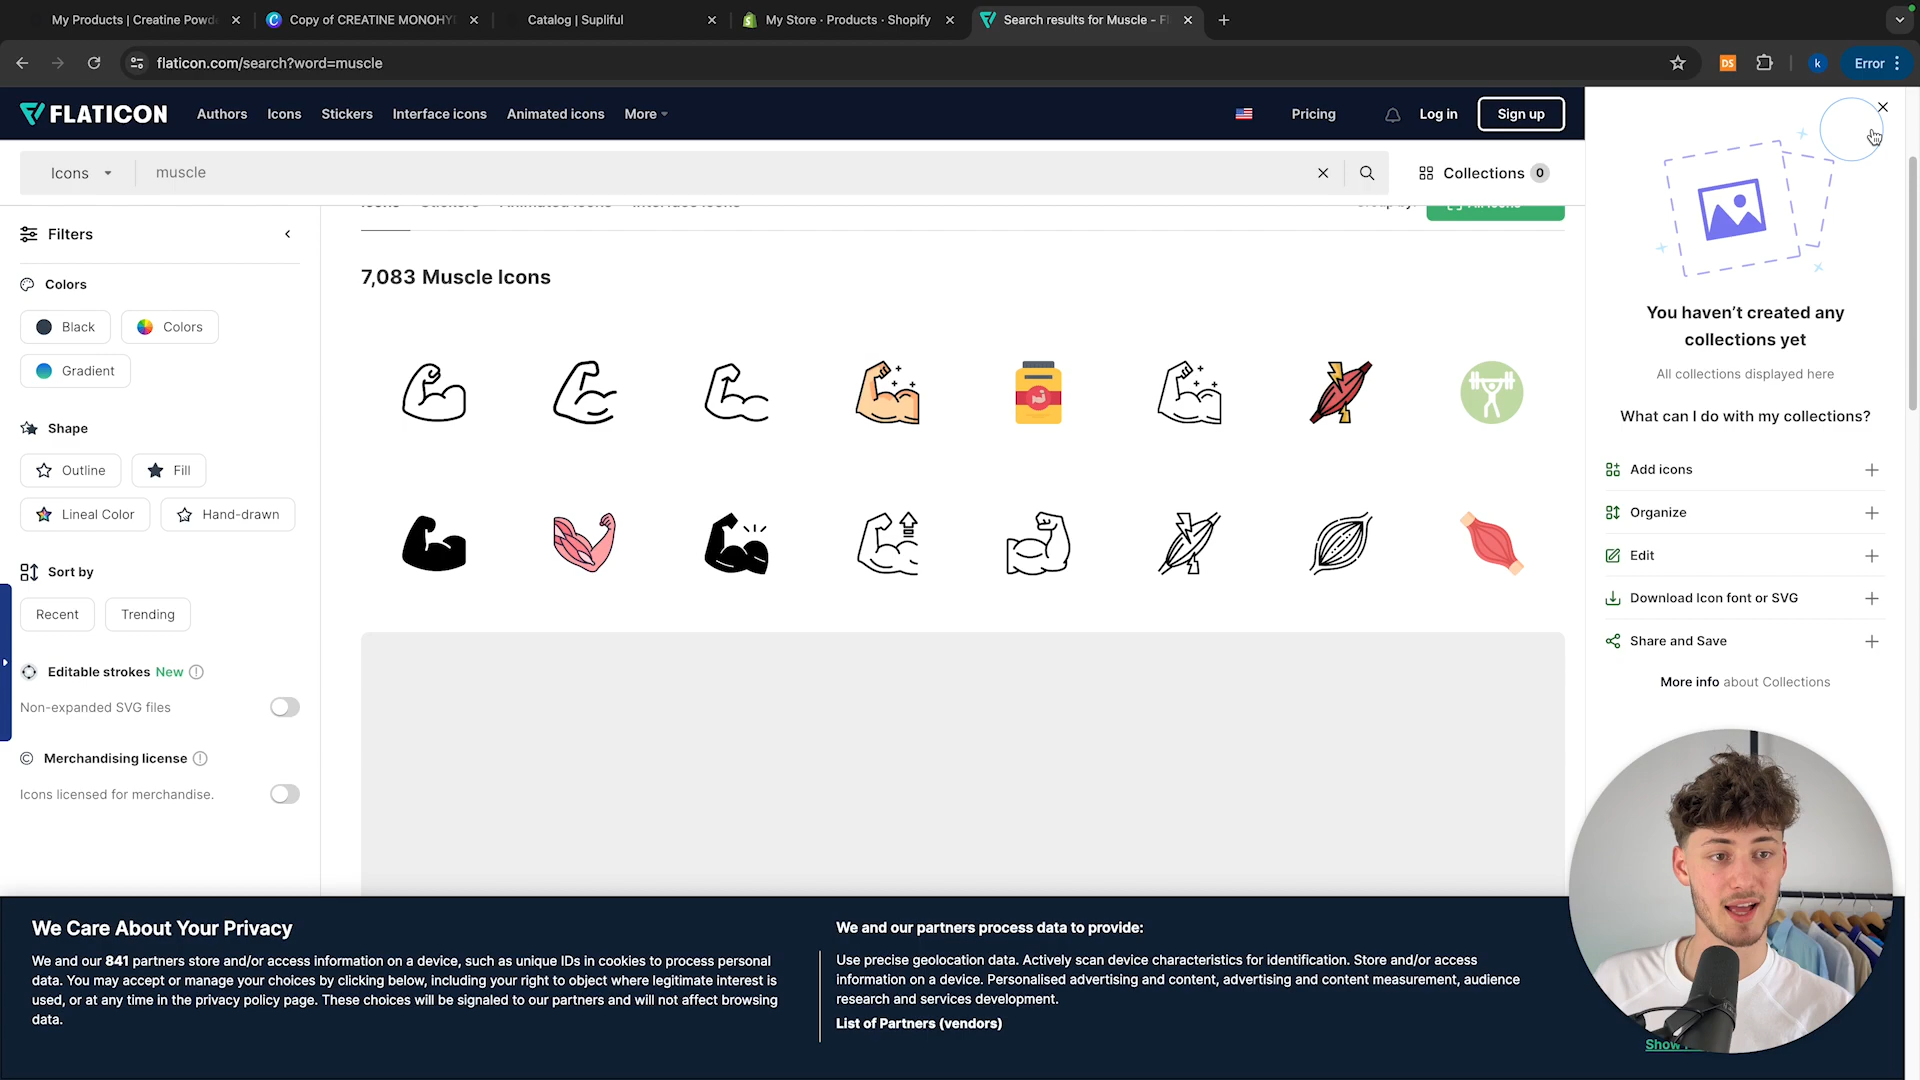 My Products | Creatine Powd
Copy of CREATINE MONOHY
Catalog | Supliful
My Store · Products · Shopify
Search results for Muscle - Fl
flaticon.com/search?word=muscle
DS
k
Error
FLATICON
Authors
Icons
Stickers
Interface icons
Animated icons
More
Pricing
Log in
Sign up
Icons
muscle
Collections 0
Filters
Colors
Black
Colors
Gradient
Shape
Outline
Fill
Lineal Color
Hand-drawn
Sort by
Recent
Trending
Editable strokes New
Non-expanded SVG files
Merchandising license
Icons licensed for merchandise.
7,083 Muscle Icons
You haven't created any
collections yet
All collections displayed here
What can I do with my collections?
Add icons
Organize
Edit
Download Icon font or SVG
Share and Save
More info about Collections
We Care About Your Privacy
We and our 841 partners store and/or access information on a device, such as unique IDs in cookies to process personal
data. You may accept or manage your choices by clicking below, including your right to object where legitimate interest is
used, or at any time in the privacy policy page. These choices will be signaled to our partners and will not affect browsing
data.
We and our partners process data to provide:
Use precise geolocation data. Actively scan device characteristics for identification. Store and/or access
information on a device. Personalised advertising and content, advertising and content measurement, audience
research and services development.
List of Partners (vendors)
Show